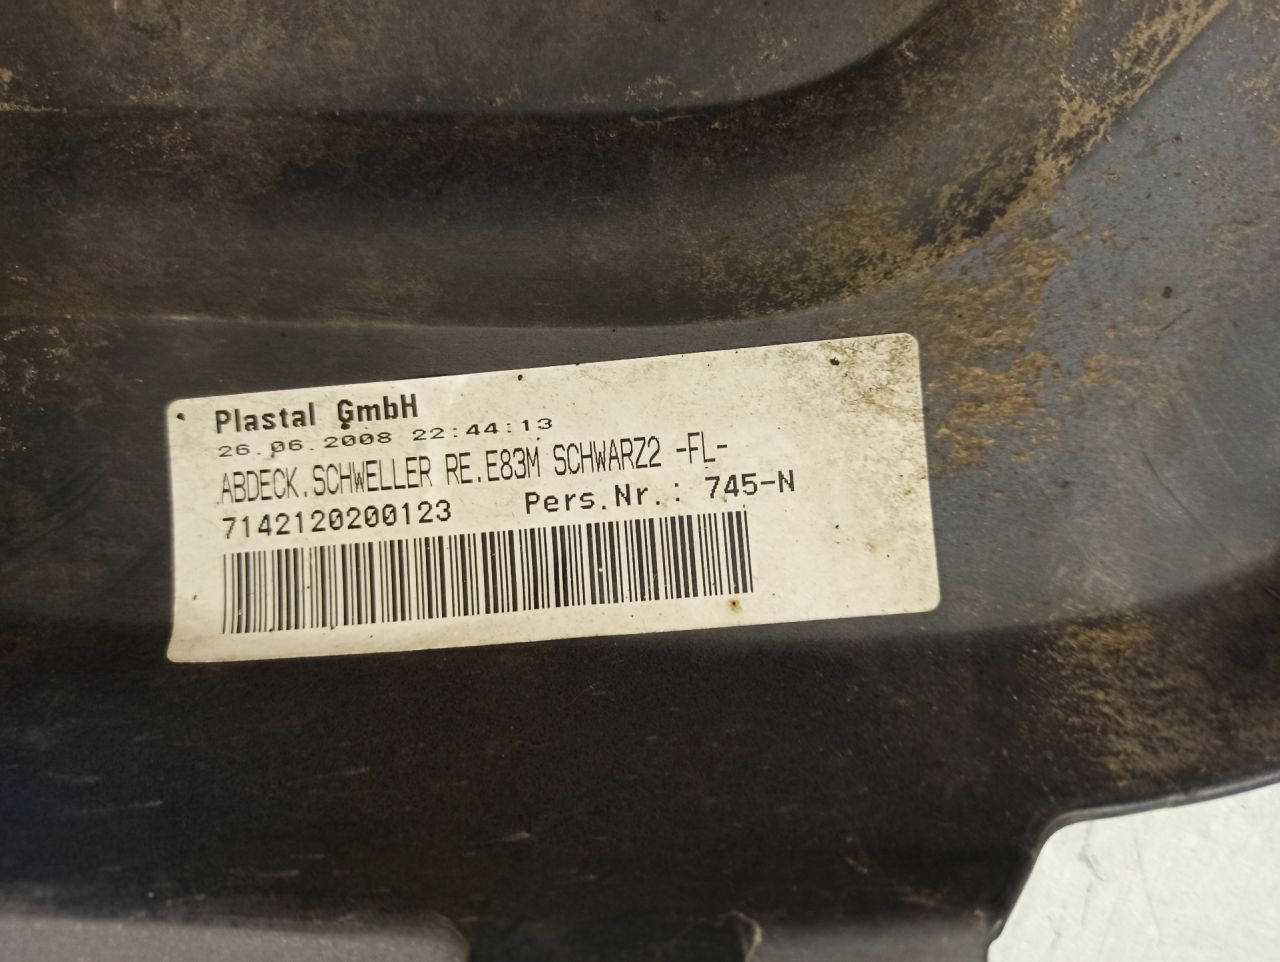 Plastal GmbH
26.06.2008 22:44:13
ABDECK.SCHWELLER RE.E83M SCHWARZ2 -FL-
7142120200123 Pers.Nr.: 745-N